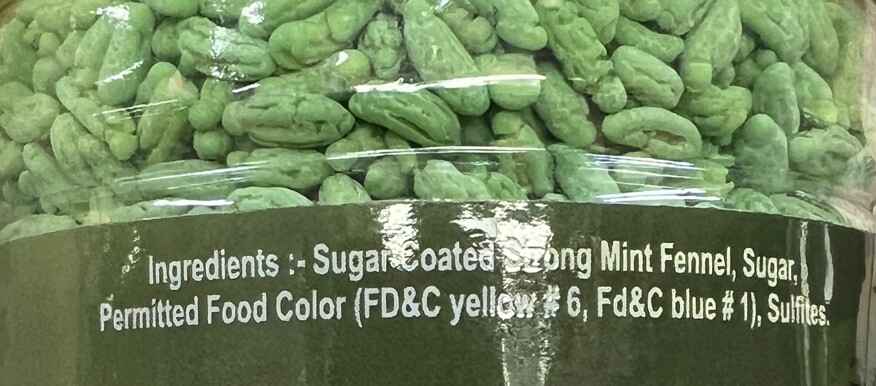 Ingredients :- Sugar Coated Strong Mint Fennel, Sugar,
Permitted Food Color (FD&C yellow # 6, Fd&C blue # 1), Sulfites.